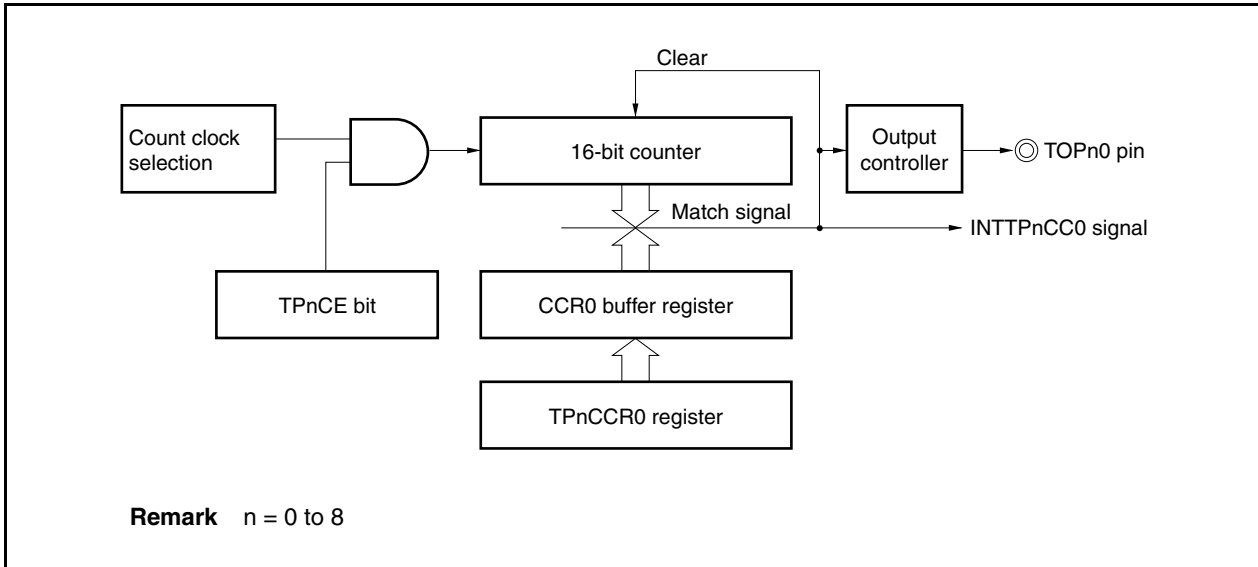 Clear
Count clock
selection
16-bit counter
Output
controller
TOPn0 pin
Match signal
INTTPnCC0 signal
TPnCE bit
CCR0 buffer register
TPnCCR0 register
Remark n = 0 to 8